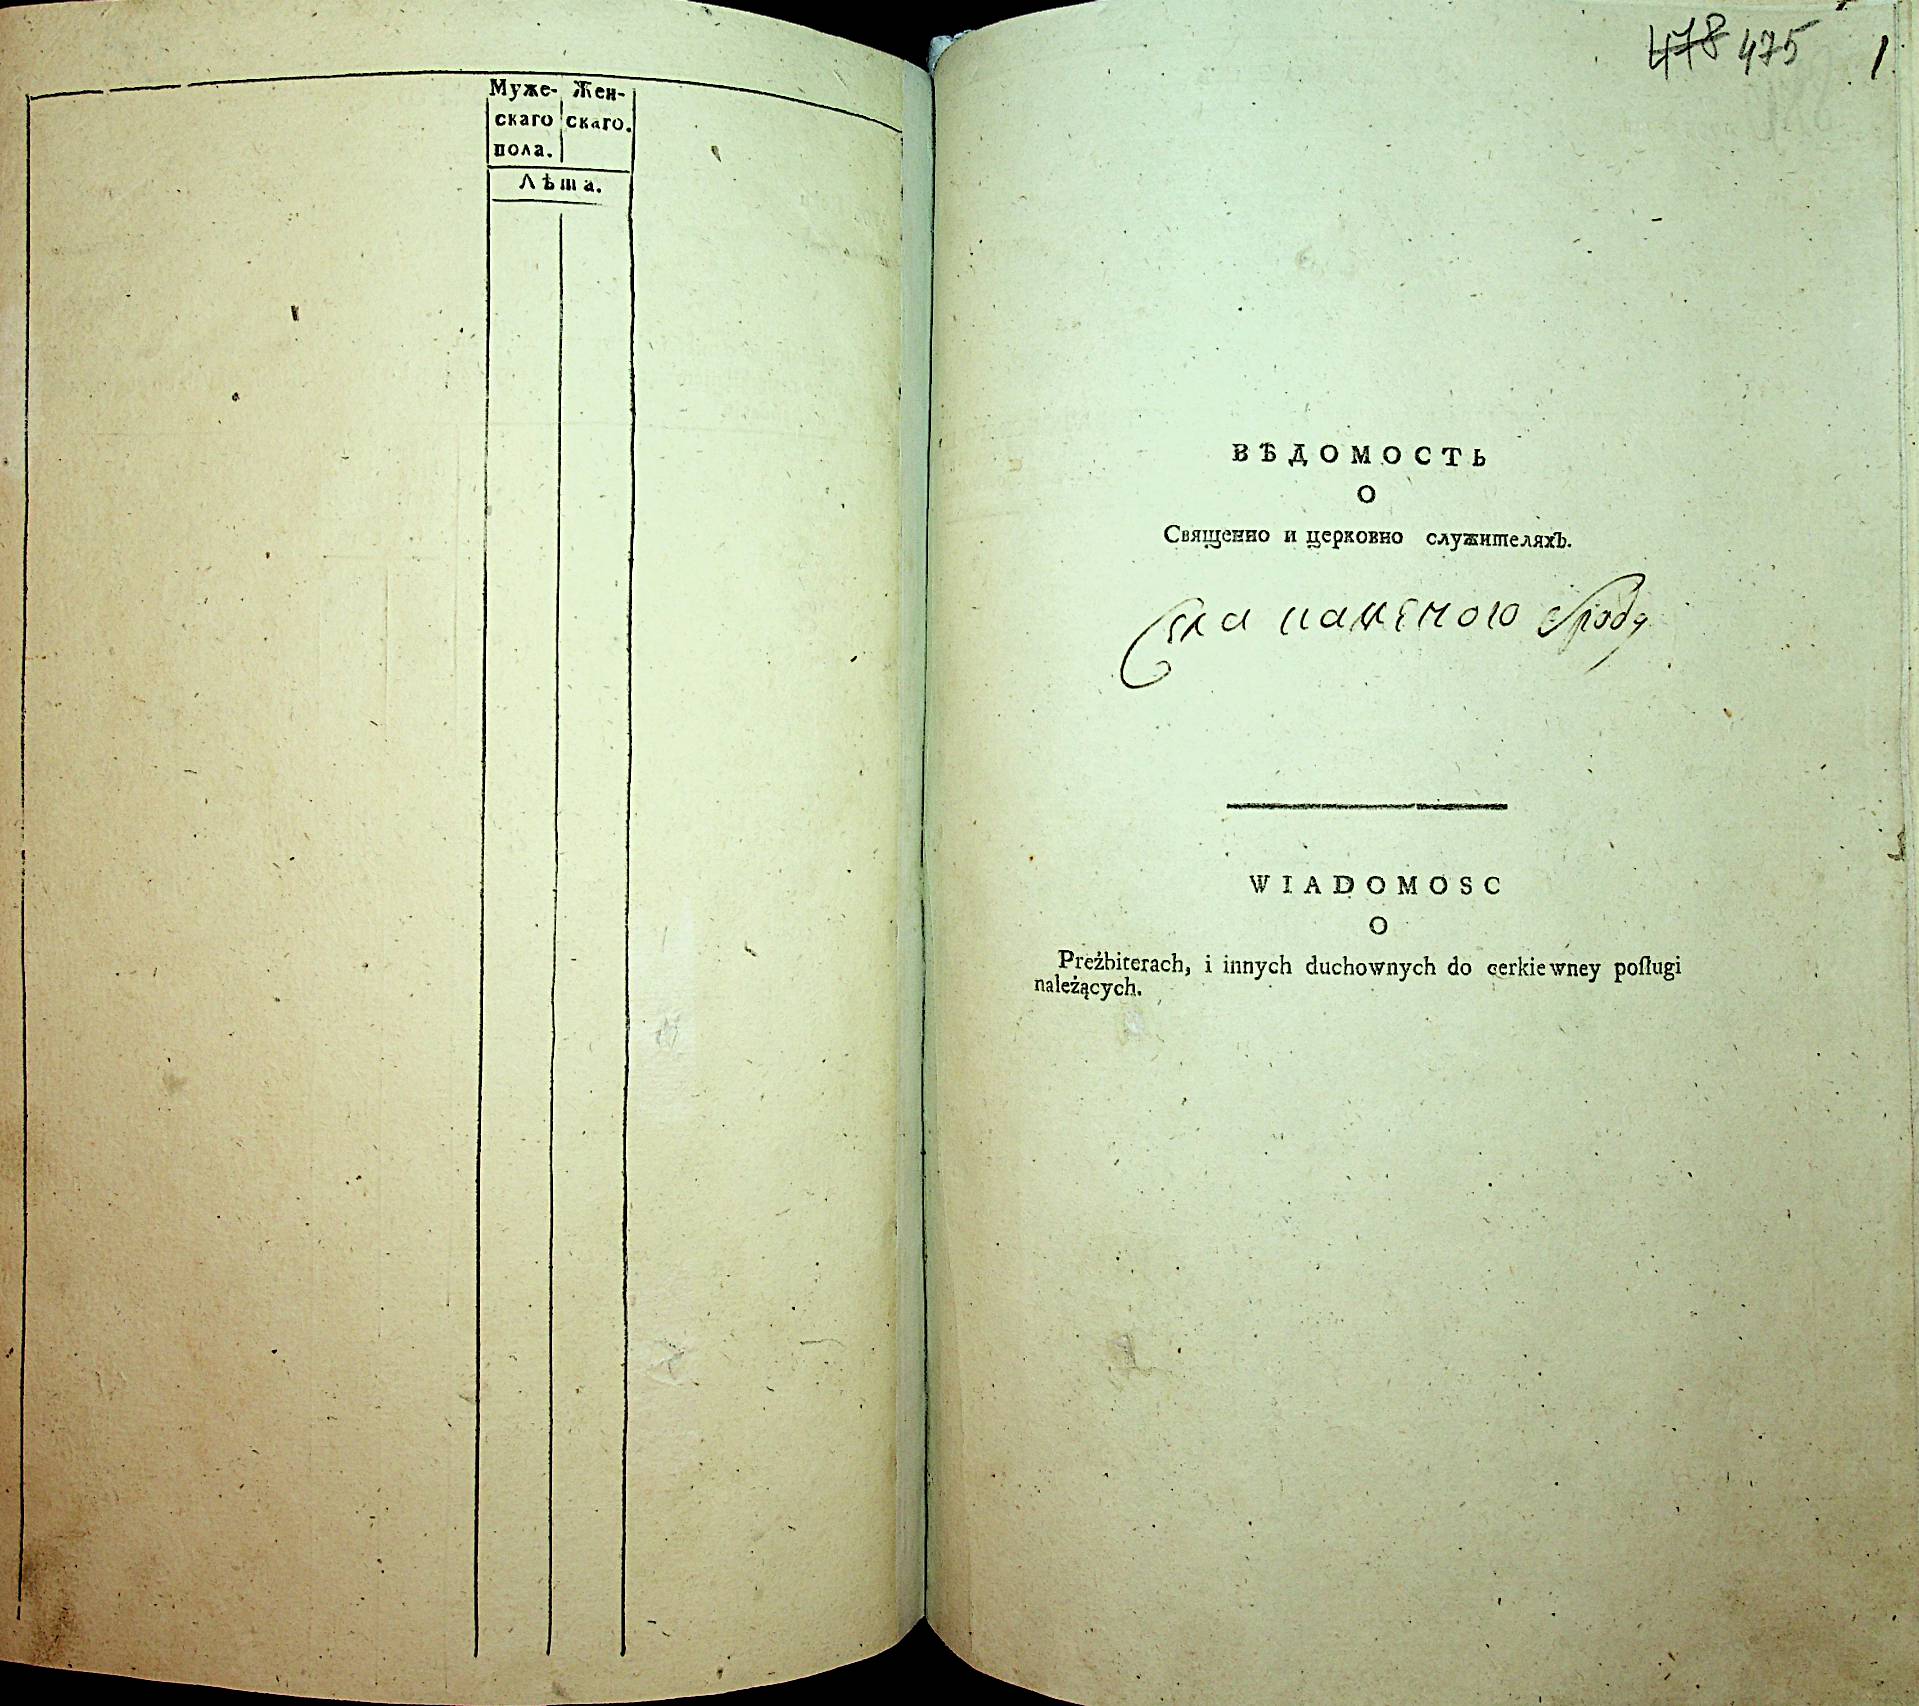 Муже-
скаго
пола.
Жен-
скаго.
Лѣта.
478 475 1
ВѢДОМОСТЬ
О
Священно и церковно служителяхЪ.
WIADOMOSC
O
Preźbiterach, i innych duchownych do cerkiewney poſługi
należących.